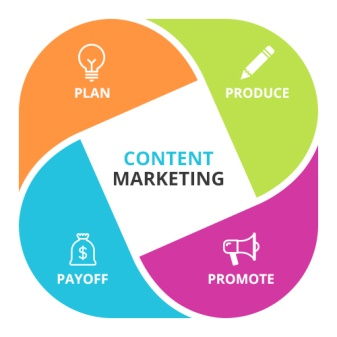 PLAN
PRODUCE
CONTENT
MARKETING
$
PAYOFF
PROMOTE